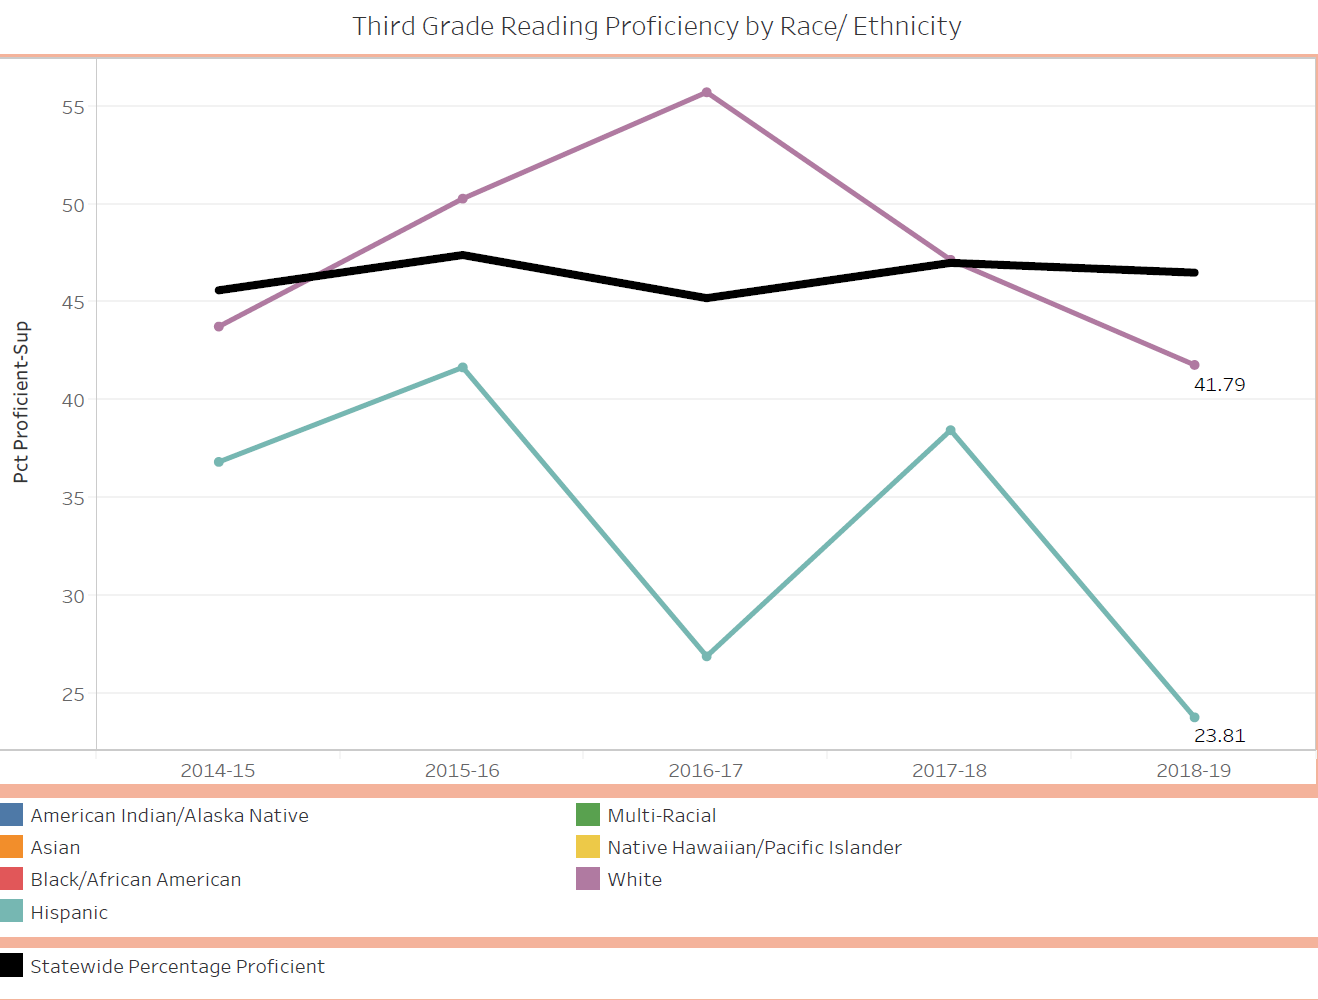 Third Grade Reading Proficiency by Race/ Ethnicity
55
50
45
40
35
30
25
Pct Proficient-Sup
41.79
23.81
2014-15 2015-16 2016-17 2017-18 2018-19
American Indian/Alaska Native Multi-Racial
Asian Native Hawaiian/Pacific Islander
Black/African American White
Hispanic
Statewide Percentage Proficient